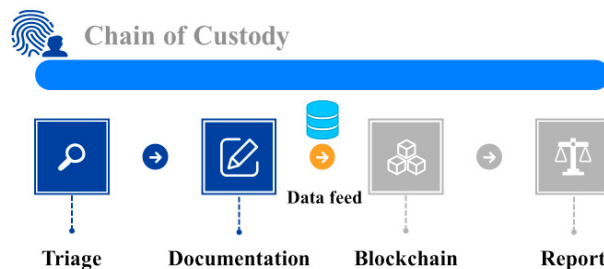 Chain of Custody
Data feed
Triage
Documentation
Blockchain
Report